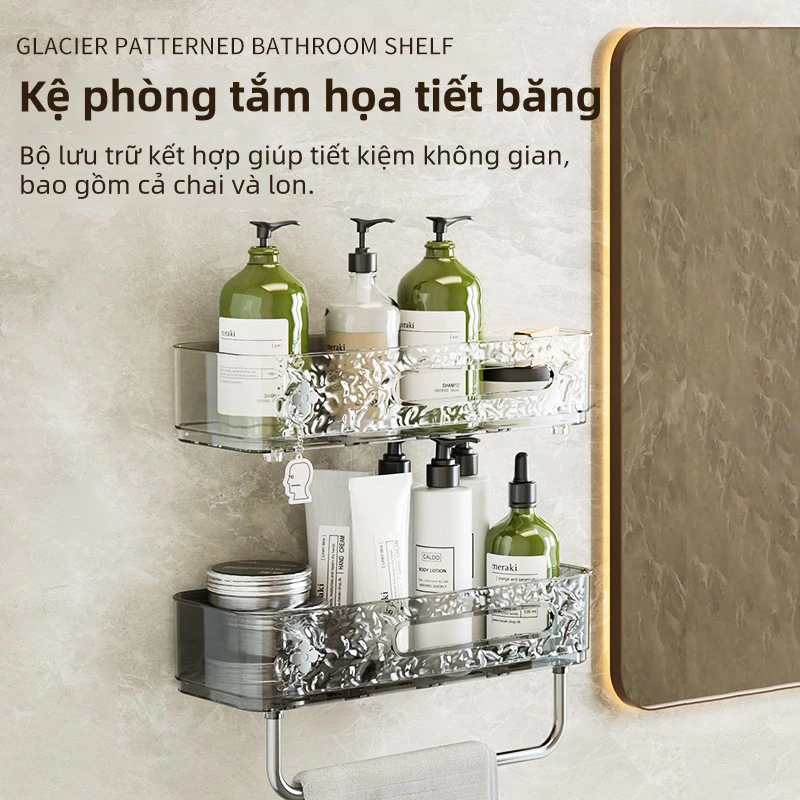 GLACIER PATTERNED BATHROOM SHELF
Kệ phòng tắm họa tiết băng
Bộ lưu trữ kết hợp giúp tiết kiệm không gian,
bao gồm cả chai và lon.
meraki
meraki
meraki
SHAMPOO
HAND CREAM
CALDO
BODY LOTION
meraki